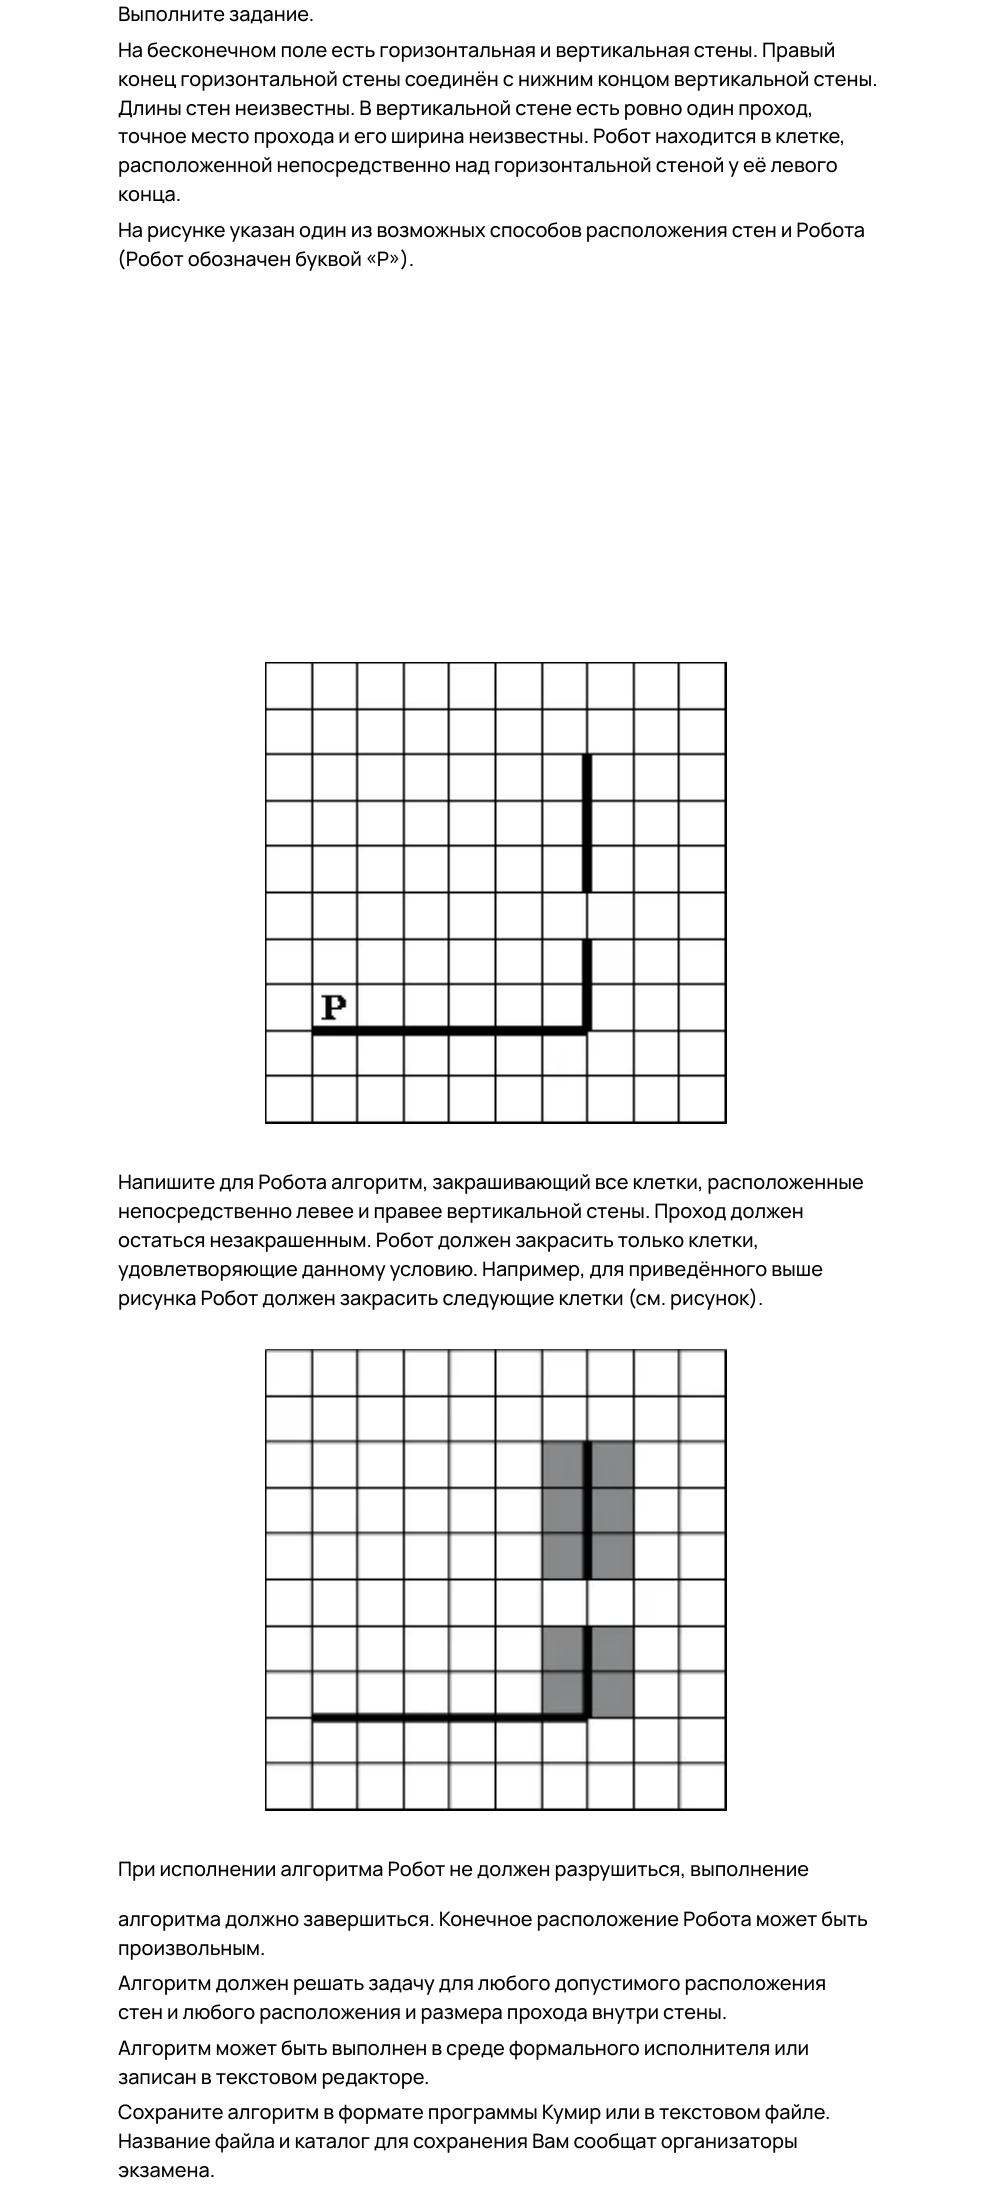 Выполните задание.
На бесконечном поле есть горизонтальная и вертикальная стены. Правый
конец горизонтальной стены соединён с нижним концом вертикальной стены.
Длины стен неизвестны. В вертикальной стене есть ровно один проход,
точное место прохода и его ширина неизвестны. Робот находится в клетке,
расположенной непосредственно над горизонтальной стеной у её левого
конца.
На рисунке указан один из возможных способов расположения стен и Робота
(Робот обозначен буквой «Р»).
Р
Напишите для Робота алгоритм, закрашивающий все клетки, расположенные
непосредственно левее и правее вертикальной стены. Проход должен
остаться незакрашенным. Робот должен закрасить только клетки,
удовлетворяющие данному условию. Например, для приведённого выше
рисунка Робот должен закрасить следующие клетки (см. рисунок).
При исполнении алгоритма Робот не должен разрушиться, выполнение
алгоритма должно завершиться. Конечное расположение Робота может быть
произвольным.
Алгоритм должен решать задачу для любого допустимого расположения
стен и любого расположения и размера прохода внутри стены.
Алгоритм может быть выполнен в среде формального исполнителя или
записан в текстовом редакторе.
Сохраните алгоритм в формате программы Кумир или в текстовом файле.
Название файла и каталог для сохранения Вам сообщат организаторы
экзамена.